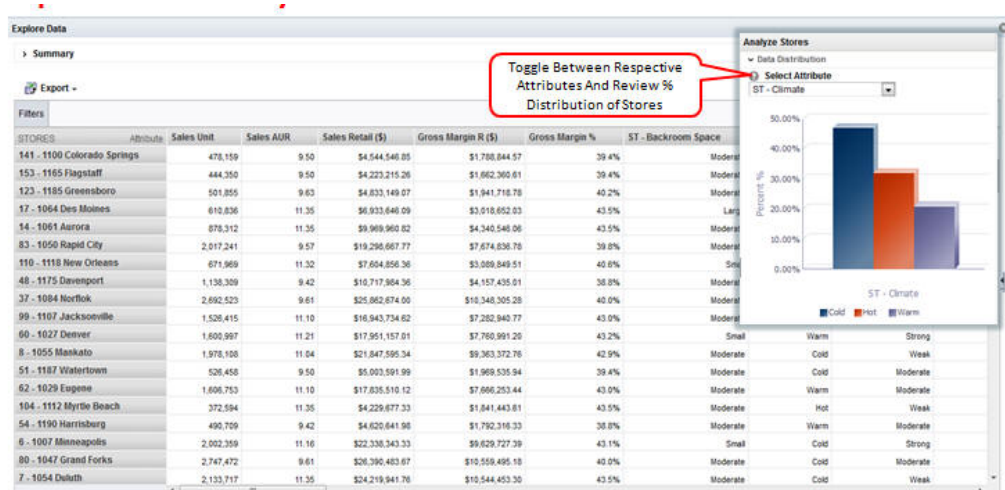 Explore Data
Summary
Export
Filters
STORES Attribute Sales Unit Sales AUR Sales Retail ($) Gross Margin R ($) Gross Margin % ST - Backroom Space
141 - 1100 Colorado Springs 478,159 9.50 $4,544,546.85 $1,788,844.57 39.4%
153 - 1165 Flagstaff 444,350 9.50 $4,223,215.26 $1,662,360.61 39.4%
123 - 1185 Greensboro 501,855 9.63 $4,833,149.07 $1,941,718.78 40.2%
17 - 1064 Des Moines 610,836 11.35 $6,933,646.09 $3,018,652.03 43.5%
14 - 1061 Aurora 878,312 11.35 $9,969,960.82 $4,340,546.06 43.5%
83 - 1050 Rapid City 2,017,241 9.57 $19,298,667.77 $7,674,836.78 39.8%
110 - 1118 New Orleans 671,969 11.32 $7,604,856.36 $3,089,849.51 40.6%
48 - 1175 Davenport 1,138,309 9.42 $10,717,984.36 $4,157,435.01 38.8%
37 - 1084 Norflok 2,692,523 9.61 $25,862,674.00 $10,348,305.28 40.0%
99 - 1107 Jacksonville 1,526,415 11.10 $16,943,734.62 $7,282,940.77 43.0%
60 - 1027 Denver 1,600,997 11.21 $17,951,157.01 $7,760,991.20 43.2% Small Warm Strong
8 - 1055 Mankato 1,978,108 11.04 $21,847,595.34 $9,363,372.76 42.9% Moderate Cold Weak
51 - 1187 Watertown 526,458 9.50 $5,003,591.99 $1,969,535.94 39.4% Moderate Cold Moderate
62 - 1029 Eugene 1,606,753 11.10 $17,835,510.12 $7,666,253.44 43.0% Moderate Warm Moderate
104 - 1112 Myrtle Beach 372,594 11.35 $4,229,677.33 $1,841,443.81 43.5% Moderate Hot Weak
54 - 1190 Harrisburg 490,709 9.42 $4,620,641.98 $1,792,316.33 38.8% Moderate Warm Moderate
6 - 1007 Minneapolis 2,002,359 11.16 $22,338,343.33 $9,629,727.39 43.1% Small Cold Strong
80 - 1047 Grand Forks 2,747,472 9.61 $26,390,483.67 $10,559,495.18 40.0% Moderate Cold Moderate
7 - 1054 Duluth 2,133,717 11.35 $24,219,941.76 $10,544,453.30 43.5% Moderate Cold Weak
Toggle Between Respective
Attributes And Review %
Distribution of Stores
Analyze Stores
Data Distribution
Select Attribute
ST - Climate
50.00%
40.00%
30.00%
20.00%
10.00%
0.00%
Percent %
ST - Climate
Cold Hot Warm